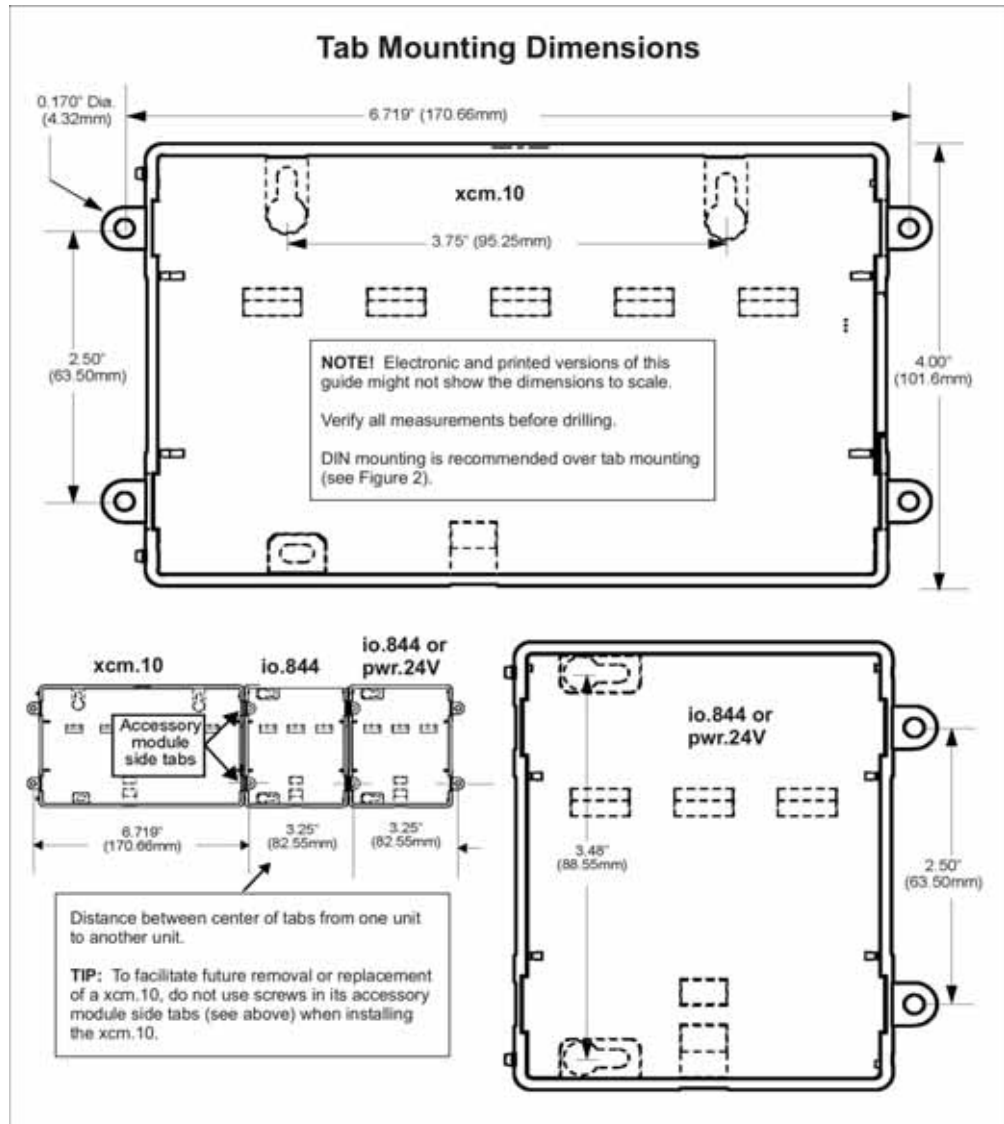 Tab Mounting Dimensions
0.170" Dia.
(4.32mm)
6.719" (170.66mm)
xcm.10
3.75" (95.25mm)
2.50"
(63.50mm)
4.00"
(101.6mm)
NOTE! Electronic and printed versions of this
guide might not show the dimensions to scale.
Verify all measurements before drilling.
DIN mounting is recommended over tab mounting
(see Figure 2).
xcm.10
io.844
io.844 or
pwr.24V
Accessory
module
side tabs
6.719"
(170.66mm)
3.25"
(82.55mm)
3.25"
(82.55mm)
Distance between center of tabs from one unit
to another unit.
TIP: To facilitate future removal or replacement
of a xcm.10, do not use screws in its accessory
module side tabs (see above) when installing
the xcm.10.
io.844 or
pwr.24V
3.48"
(88.55mm)
2.50"
(63.50mm)